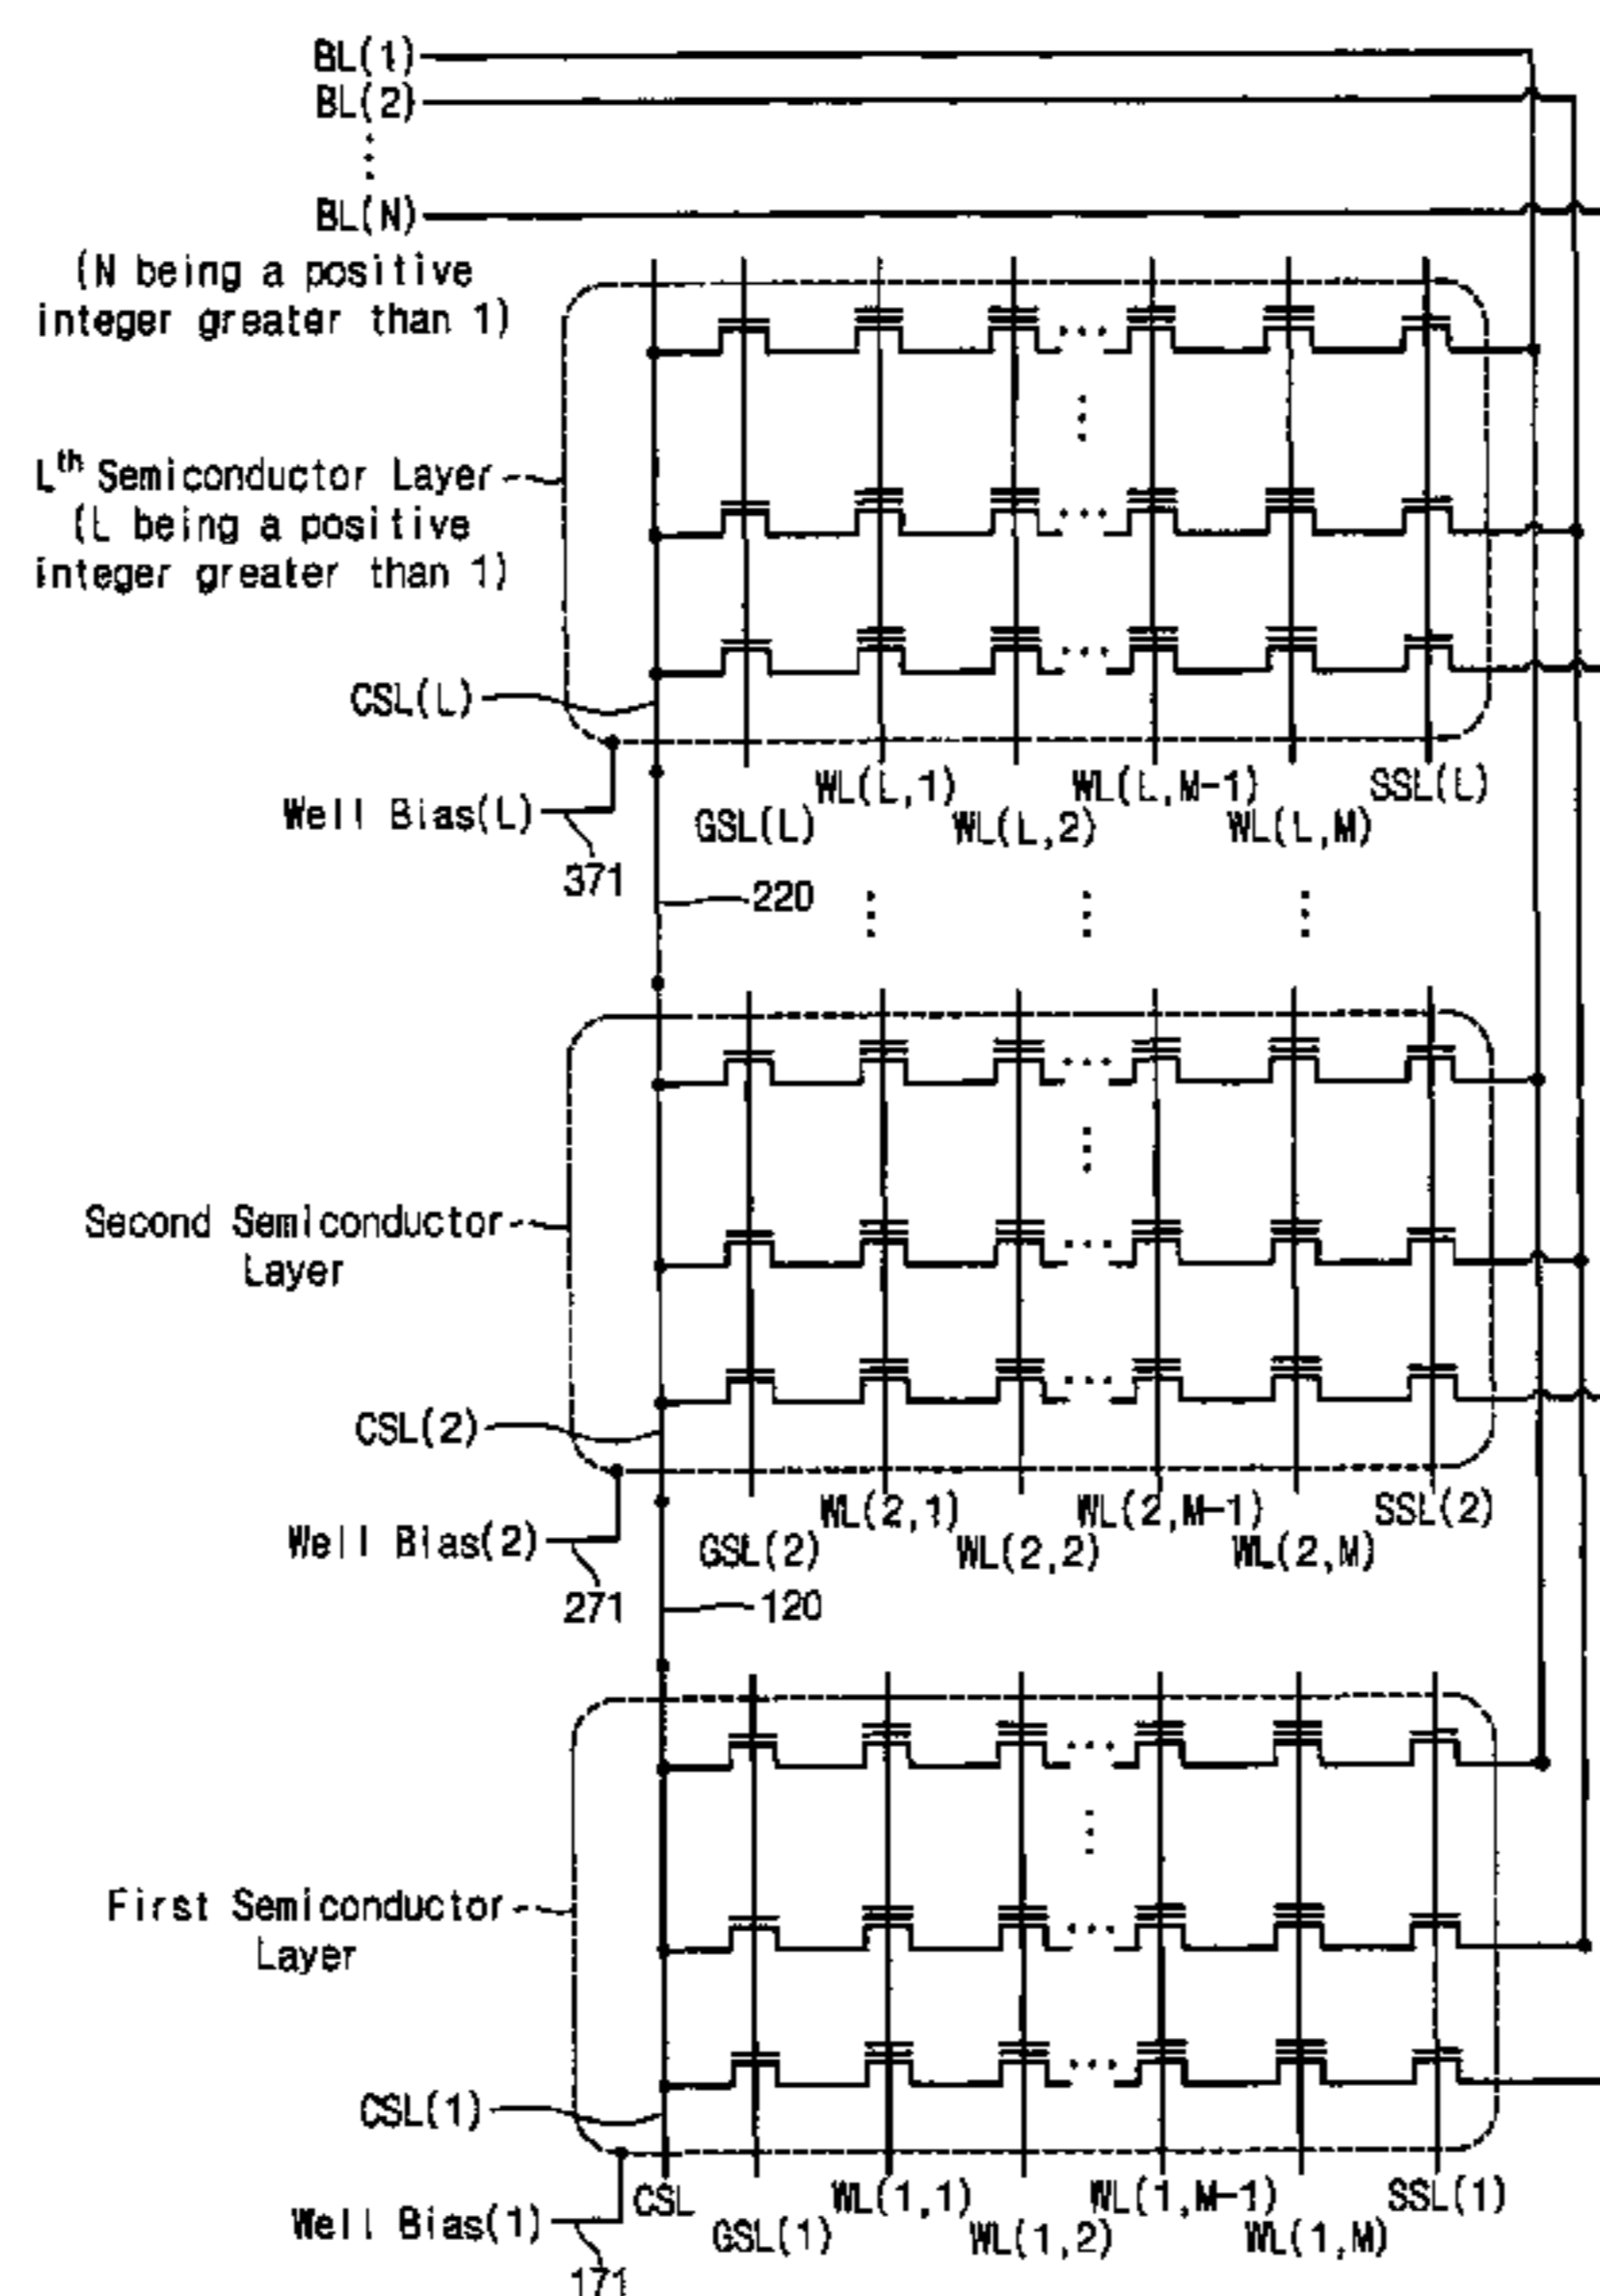 BL(1)
BL(2)
BL(N)
(N being a positive
integer greater than 1)
Lth Semiconductor Layer
(L being a positive
integer greater than 1)
CSL(L)
Well Bias(L)
371
GSL(L)
WL(L,1)
WL(L,2)
WL(L,M-1)
WL(L,M)
SSL(L)
220
Second Semiconductor
Layer
CSL(2)
Well Bias(2)
271
GSL(2)
WL(2,1)
WL(2,2)
WL(2,M-1)
WL(2,M)
SSL(2)
120
First Semiconductor
Layer
CSL(1)
Well Bias(1)
171
CSL
GSL(1)
WL(1,1)
WL(1,2)
WL(1,M-1)
WL(1,M)
SSL(1)